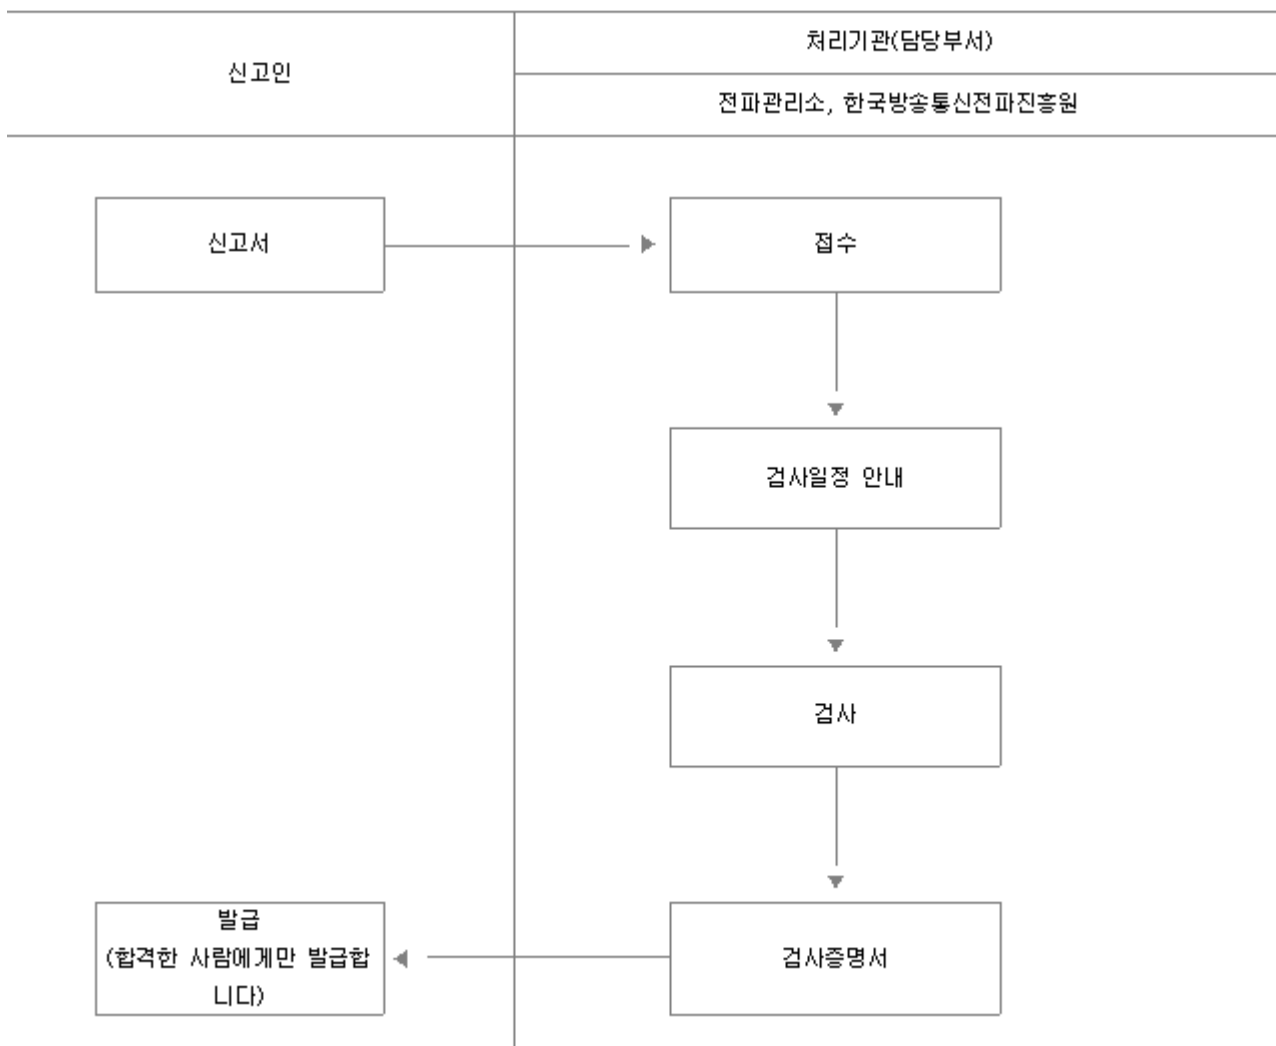 신고인
처리기관(담당부서)
전파관리소, 한국방송통신전파진흥원
신고서
접수
검사일정 안내
검사
검사증명서
발급
(합격한 사람에게만 발급합
니다)